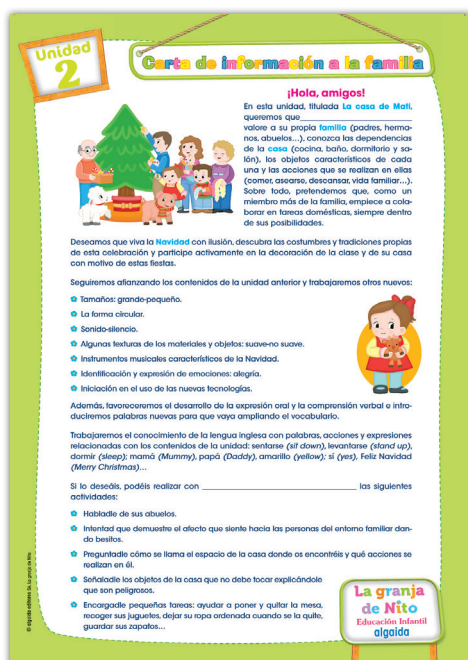 Unidad
2
Carta de información a la familia
¡Hola, amigos!
En esta unidad, titulada La casa de Mafi,
queremos que
valore a su propia familia (padres, herma-
nos, abuelos...), conozca las dependencias
de la casa (cocina, baño, dormitorio y sa-
lón), los objetos característicos de cada
una y las acciones que se realizan en ellas
(comer, asearse, descansar, vida familiar...).
Sobre todo, pretendemos que, como un
miembro más de la familia, empiece a cola-
borar en tareas domésticas, siempre dentro
de sus posibilidades.
Deseamos que viva la Navidad con ilusión, descubra las costumbres y tradiciones propias
de esta celebración y participe activamente en la decoración de la clase y de su casa
con motivo de estas fiestas.
Seguiremos afianzando los contenidos de la unidad anterior y trabajaremos otros nuevos:
Tamaños: grande-pequeño.
La forma circular.
Sonido-silencio.
Algunas texturas de los materiales y objetos: suave-no suave.
Instrumentos musicales característicos de la Navidad.
Identificación y expresión de emociones: alegría.
Iniciación en el uso de las nuevas tecnologías.
Además, favoreceremos el desarrollo de la expresión oral y la comprensión verbal e intro-
duciremos palabras nuevas para que vaya ampliando el vocabulario.
Trabajaremos el conocimiento de la lengua inglesa con palabras, acciones y expresiones
relacionadas con los contenidos de la unidad: sentarse (sit down), levantarse (stand up),
dormir (sleep); mamá (Mummy), papá (Daddy), amarillo (yellow); sí (yes), Feliz Navidad
(Merry Christmas)...
Si lo deseáis, podéis realizar con las siguientes
actividades:
Habladle de sus abuelos.
Intentad que demuestre el afecto que siente hacia las personas del entorno familiar dan-
do besitos.
Preguntadle cómo se llama el espacio de la casa donde os encontréis y qué acciones se
realizan en él.
Señaladle los objetos de la casa que no debe tocar explicándole
que son peligrosos.
Encargadle pequeñas tareas: ayudar a poner y quitar la mesa,
recoger sus juguetes, dejar su ropa ordenada cuando se la quite,
guardar sus zapatos...
© algaida editores SA. La granja de Nito.
La granja
de Nito
Educación Infantil
algaida